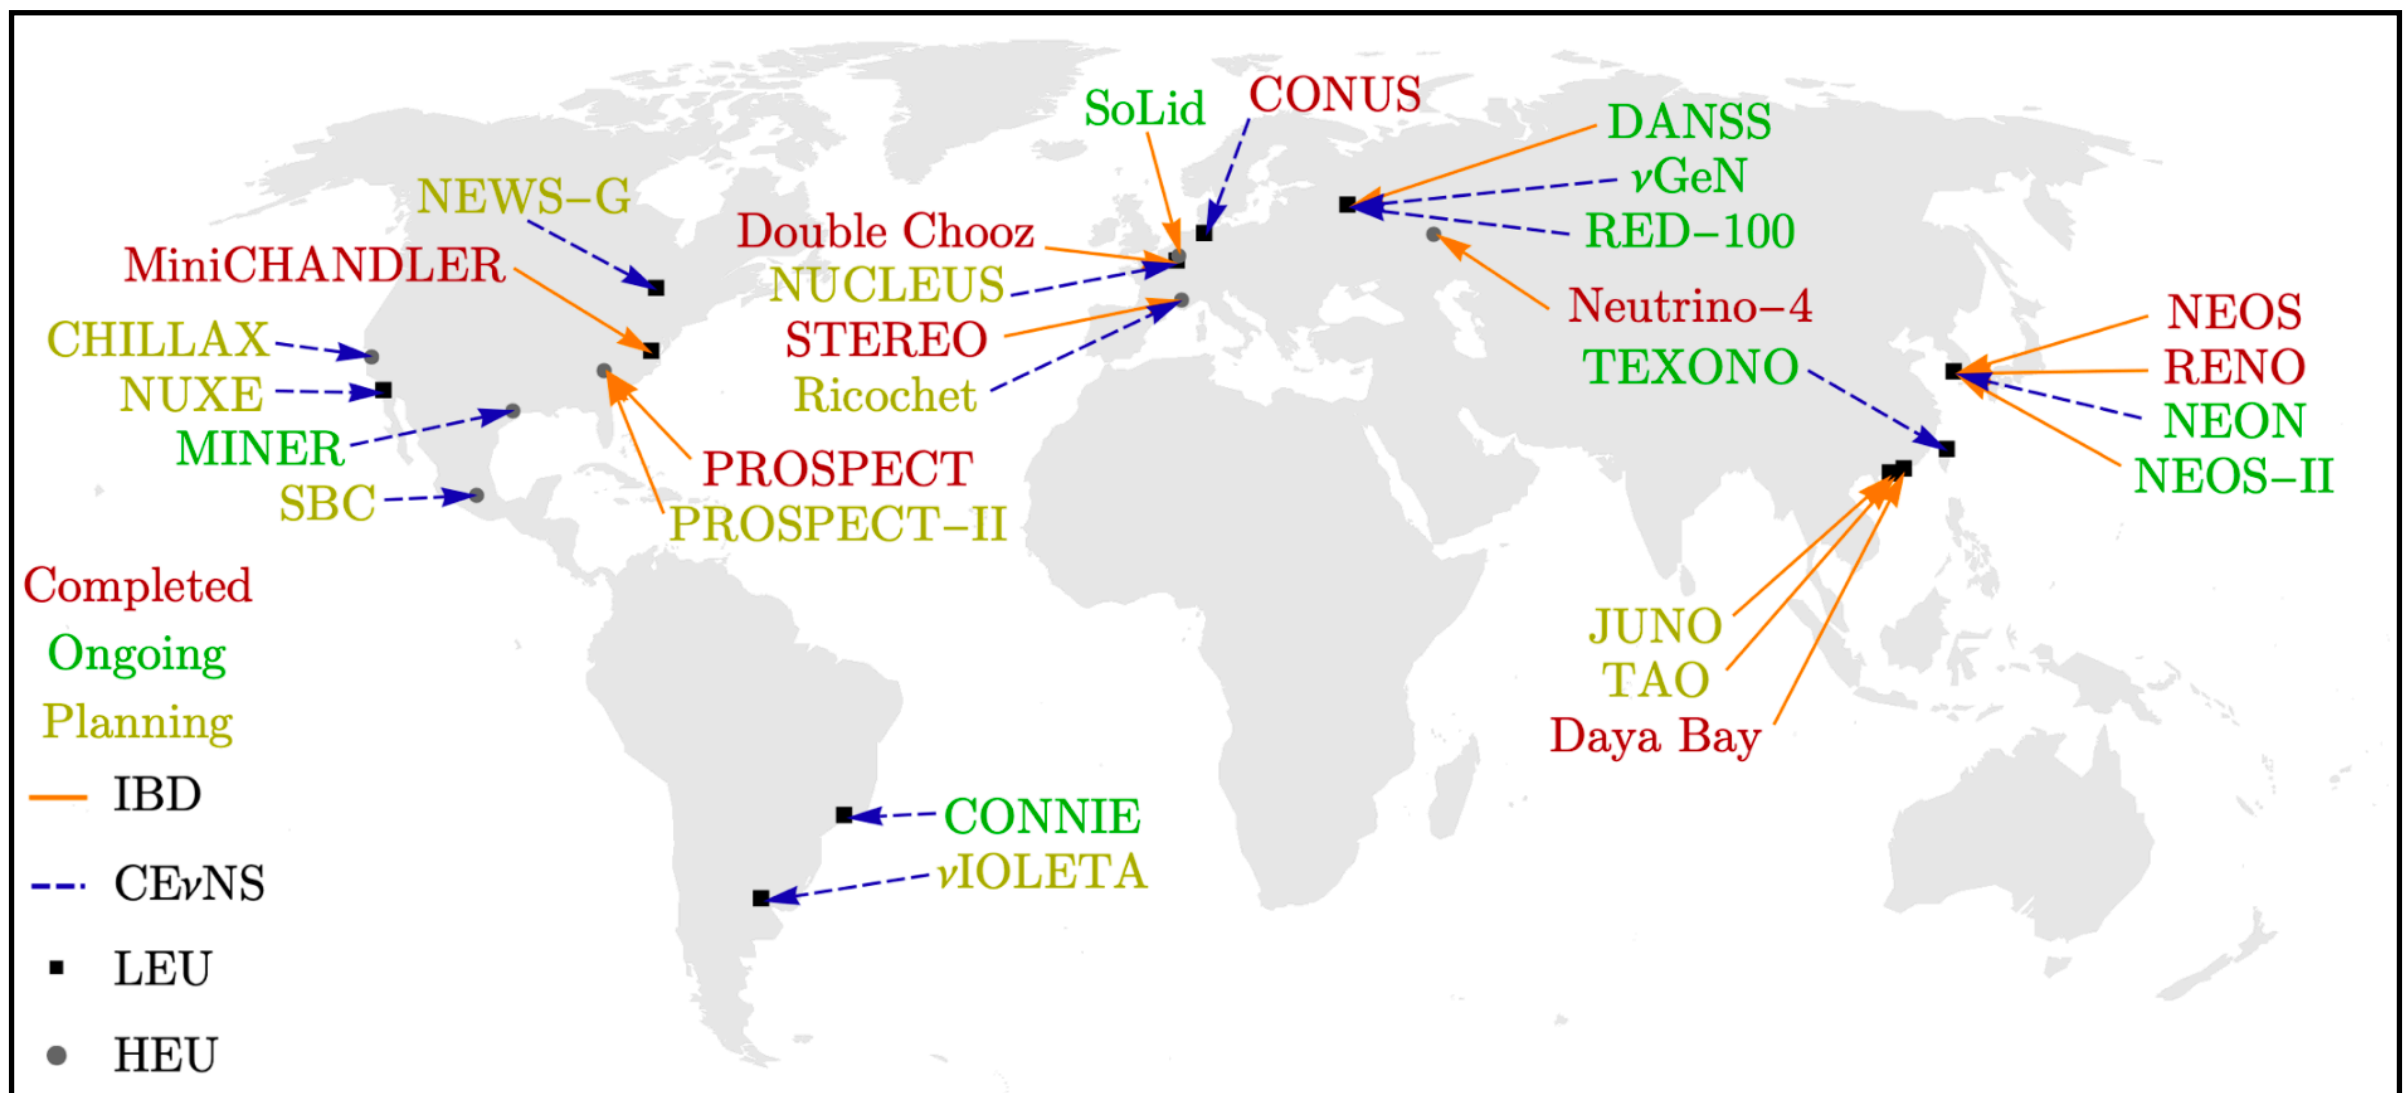 SoLid
CONUS
DANSS
νGeN
RED–100
NEWS–G
MiniCHANDLER
Double Chooz
NUCLEUS
STEREO
Ricochet
CHILLAX
NUXE
MINER
SBC
PROSPECT
PROSPECT–II
Neutrino–4
TEXONO
NEOS
RENO
NEON
NEOS–II
JUNO
TAO
Daya Bay
CONNIE
νIOLETA
Completed
Ongoing
Planning
IBD
CEνNS
LEU
HEU